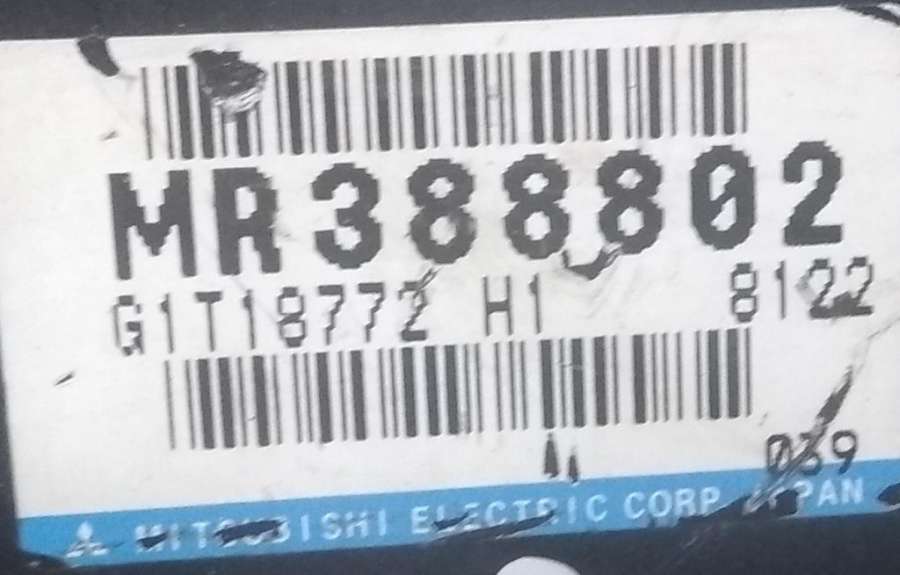 MR388802
G1T18772 H1 8122
039
MITSUBISHI ELECTRIC CORP JAPAN